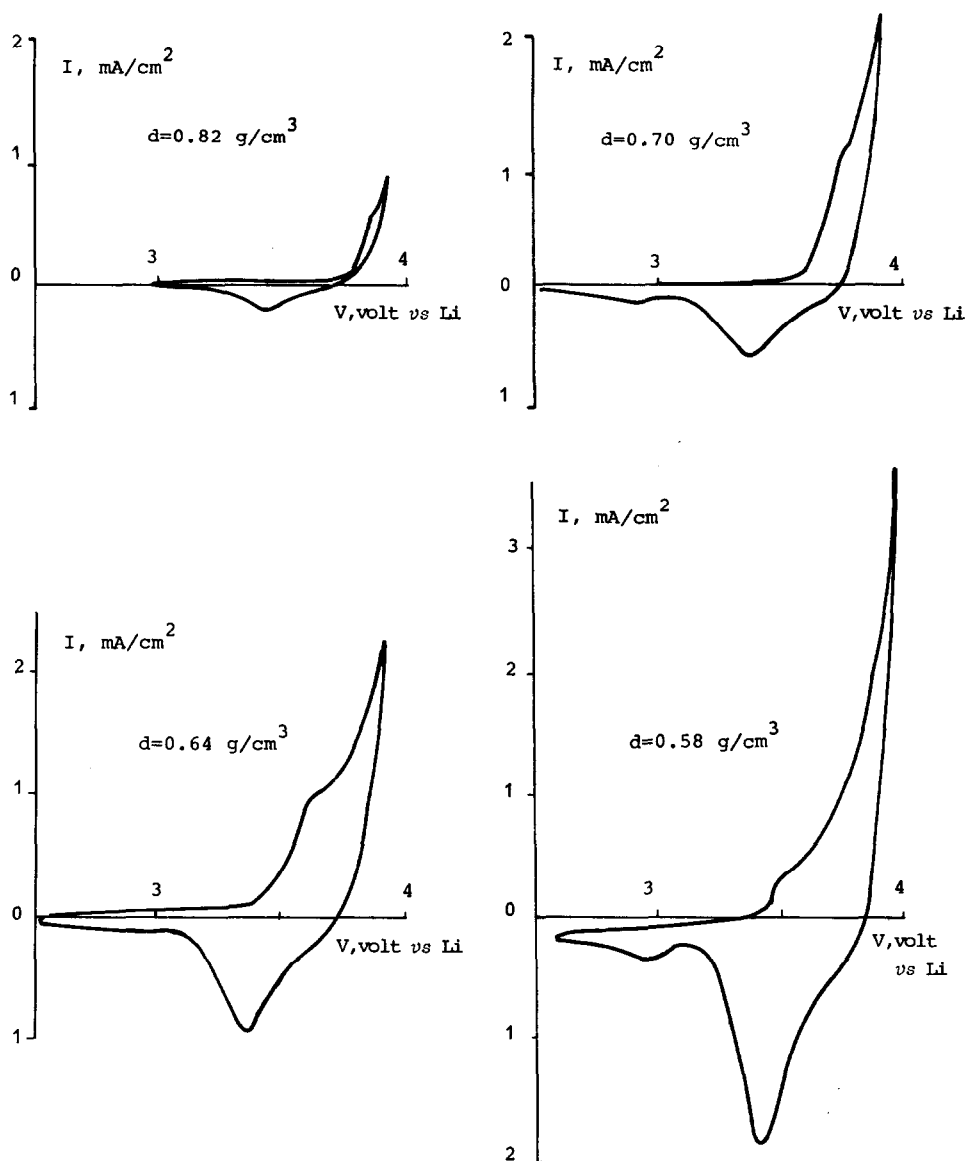 2
I, mA/cm²
d=0.82 g/cm³
1
3
4
0
V,volt vs Li
1
2
I, mA/cm²
d=0.70 g/cm³
1
3
4
0
V,volt vs Li
1
I, mA/cm²
2
d=0.64 g/cm³
1
3
4
0
V,volt vs Li
1
I, mA/cm²
3
2
d=0.58 g/cm³
1
3
4
0
V,volt
vs Li
1
2